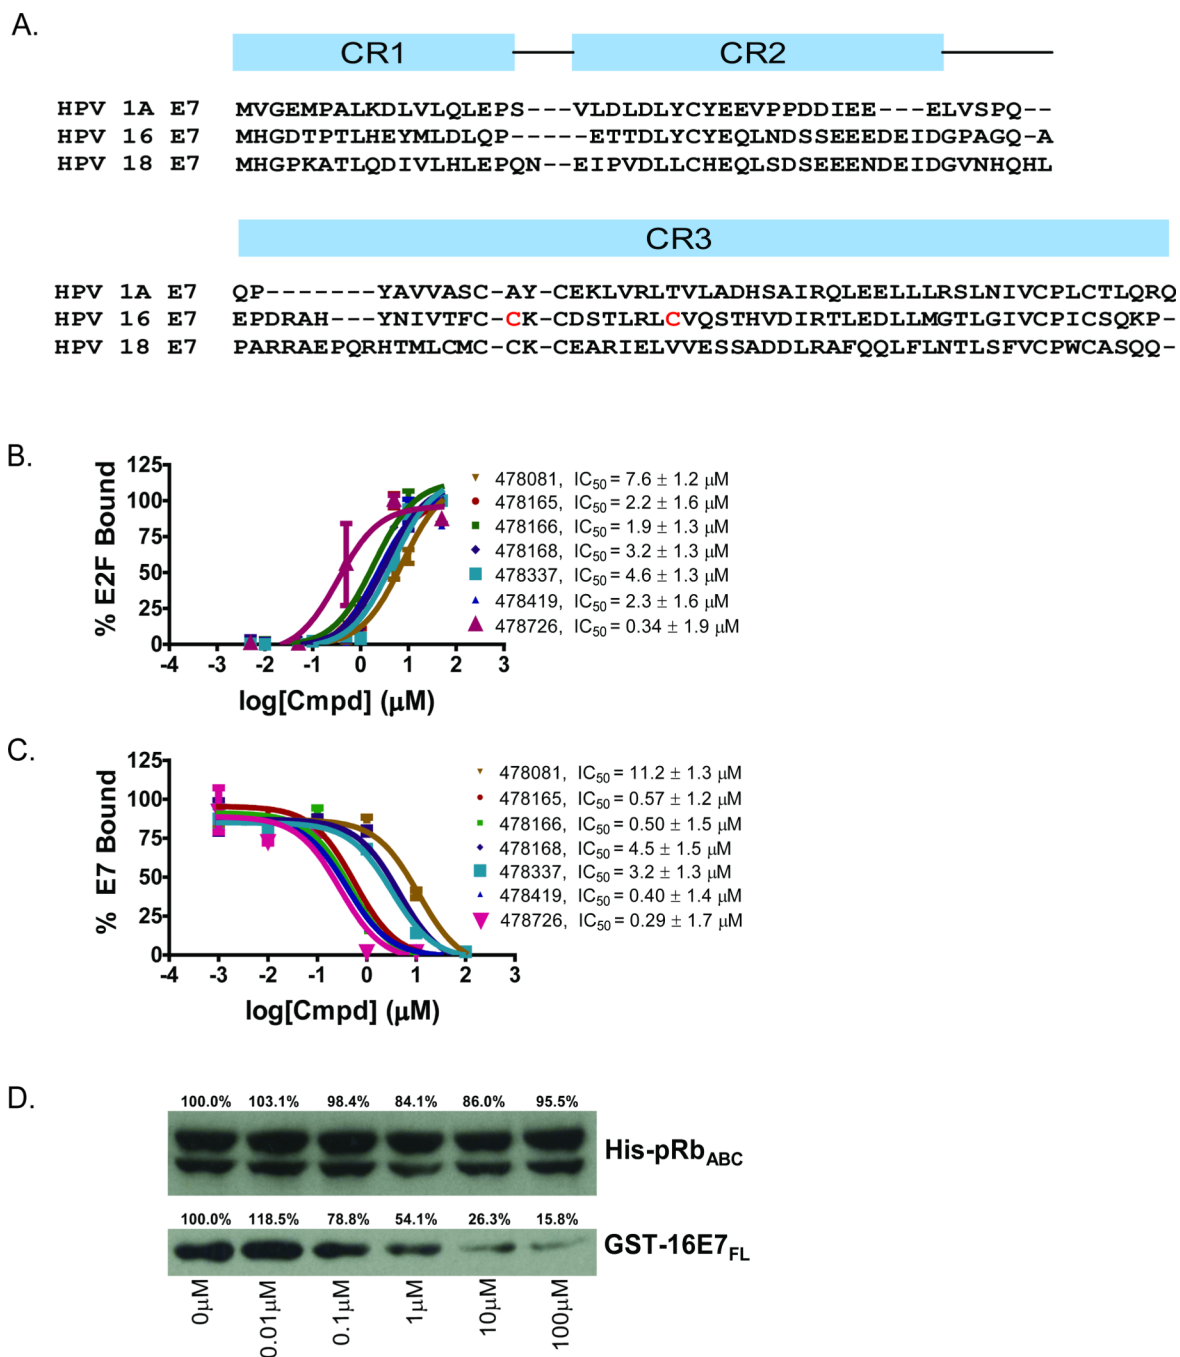 A.
CR1 CR2
HPV 1A E7 MVGEMPALKDLVLQLEPS---VLDLDLYCYEEVPPDDIEE---ELVSPQ--
HPV 16 E7 MHGDTPTLHEYMLDLQP-----ETTDLYCYEQLNDSSEEEDEIDGPAGQ-A
HPV 18 E7 MHGPKATLQDIVLHLEPQN--EIPVDLLCHEQLSDSEEENDEIDGVNHQHL
CR3
HPV 1A E7 QP-------YAVVASC-AY-CEKLVRLTVLADHSAIRQLEELLLRSLNIVCPLCTLQRQ
HPV 16 E7 EPDRAH---YNIVTFC-CK-CDSTLRLCVQSTHVDIRTLEDLLMGTLGIVCPICSQKP-
HPV 18 E7 PARRAEPQRHTMLCMC-CK-CEARIELVVESSADDLRAFQQLFLNTLSFVCPWCASQQ-
B.
% E2F Bound
125
100
75
50
25
0
-4 -3 -2 -1 0 1 2 3
log[Cmpd] (μM)
478081, IC50 = 7.6 ± 1.2 μM
478165, IC50 = 2.2 ± 1.6 μM
478166, IC50 = 1.9 ± 1.3 μM
478168, IC50 = 3.2 ± 1.3 μM
478337, IC50 = 4.6 ± 1.3 μM
478419, IC50 = 2.3 ± 1.6 μM
478726, IC50 = 0.34 ± 1.9 μM
C.
% E7 Bound
125
100
75
50
25
0
-4 -3 -2 -1 0 1 2 3
log[Cmpd] (μM)
478081, IC50 = 11.2 ± 1.3 μM
478165, IC50 = 0.57 ± 1.2 μM
478166, IC50 = 0.50 ± 1.5 μM
478168, IC50 = 4.5 ± 1.5 μM
478337, IC50 = 3.2 ± 1.3 μM
478419, IC50 = 0.40 ± 1.4 μM
478726, IC50 = 0.29 ± 1.7 μM
D.
100.0% 103.1% 98.4% 84.1% 86.0% 95.5%
His-pRbABC
100.0% 118.5% 78.8% 54.1% 26.3% 15.8%
GST-16E7FL
0μM 0.01μM 0.1μM 1μM 10μM 100μM